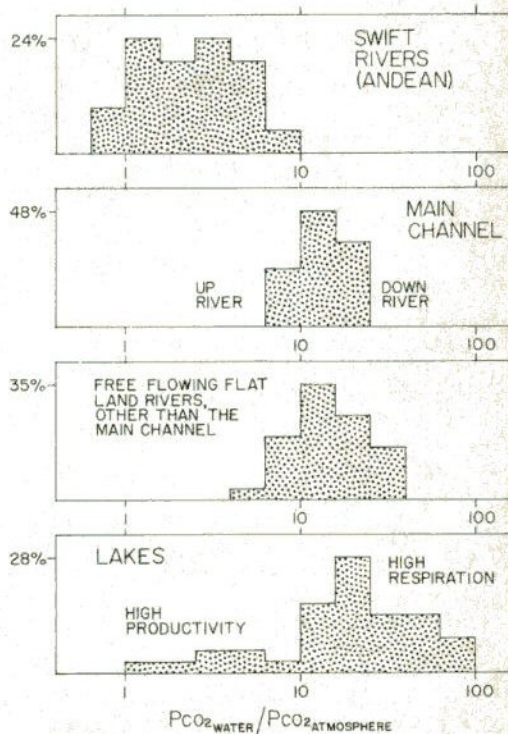 24%
SWIFT
RIVERS
(ANDEAN)
1
10
100
48%
MAIN
CHANNEL
UP
RIVER
DOWN
RIVER
1
10
100
35%
FREE FLOWING FLAT
LAND RIVERS,
OTHER THAN THE
MAIN CHANNEL
1
10
100
28%
LAKES
HIGH
RESPIRATION
HIGH
PRODUCTIVITY
1
10
100
PCO₂WATER/PCO₂ATMOSPHERE